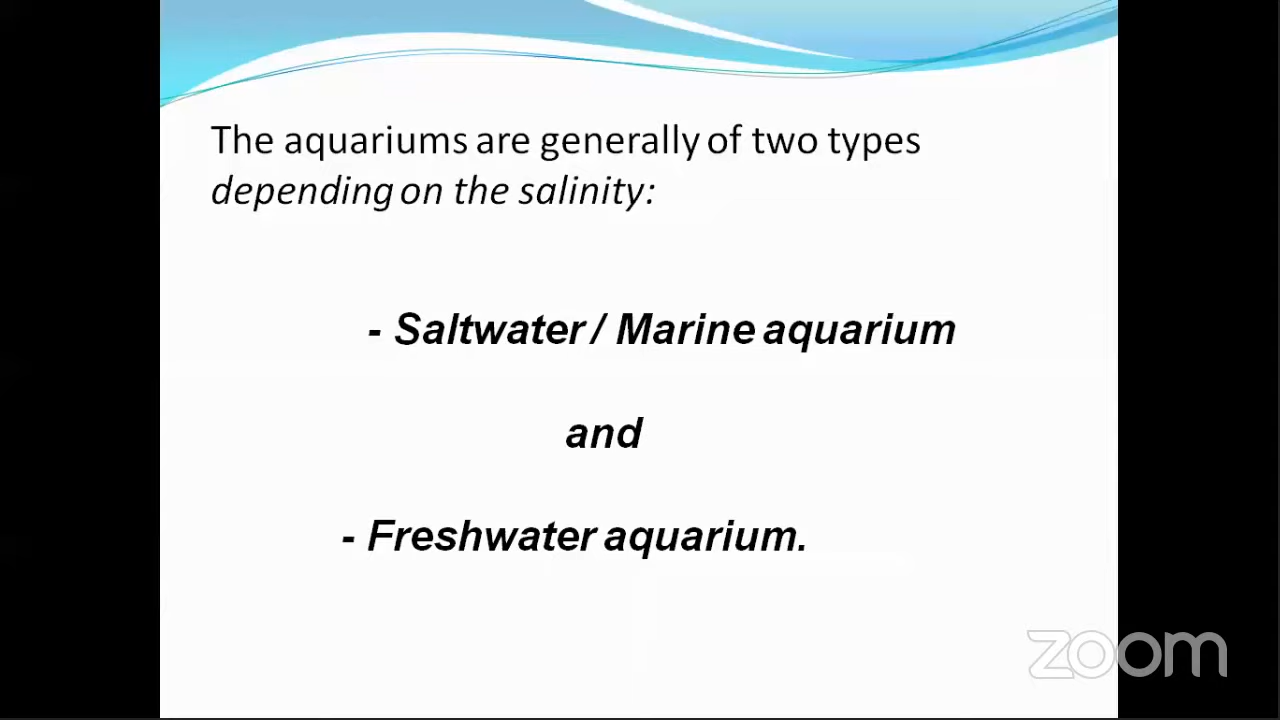 The aquariums are generally of two types
depending on the salinity:
- Saltwater / Marine aquarium
and
- Freshwater aquarium.
zoom